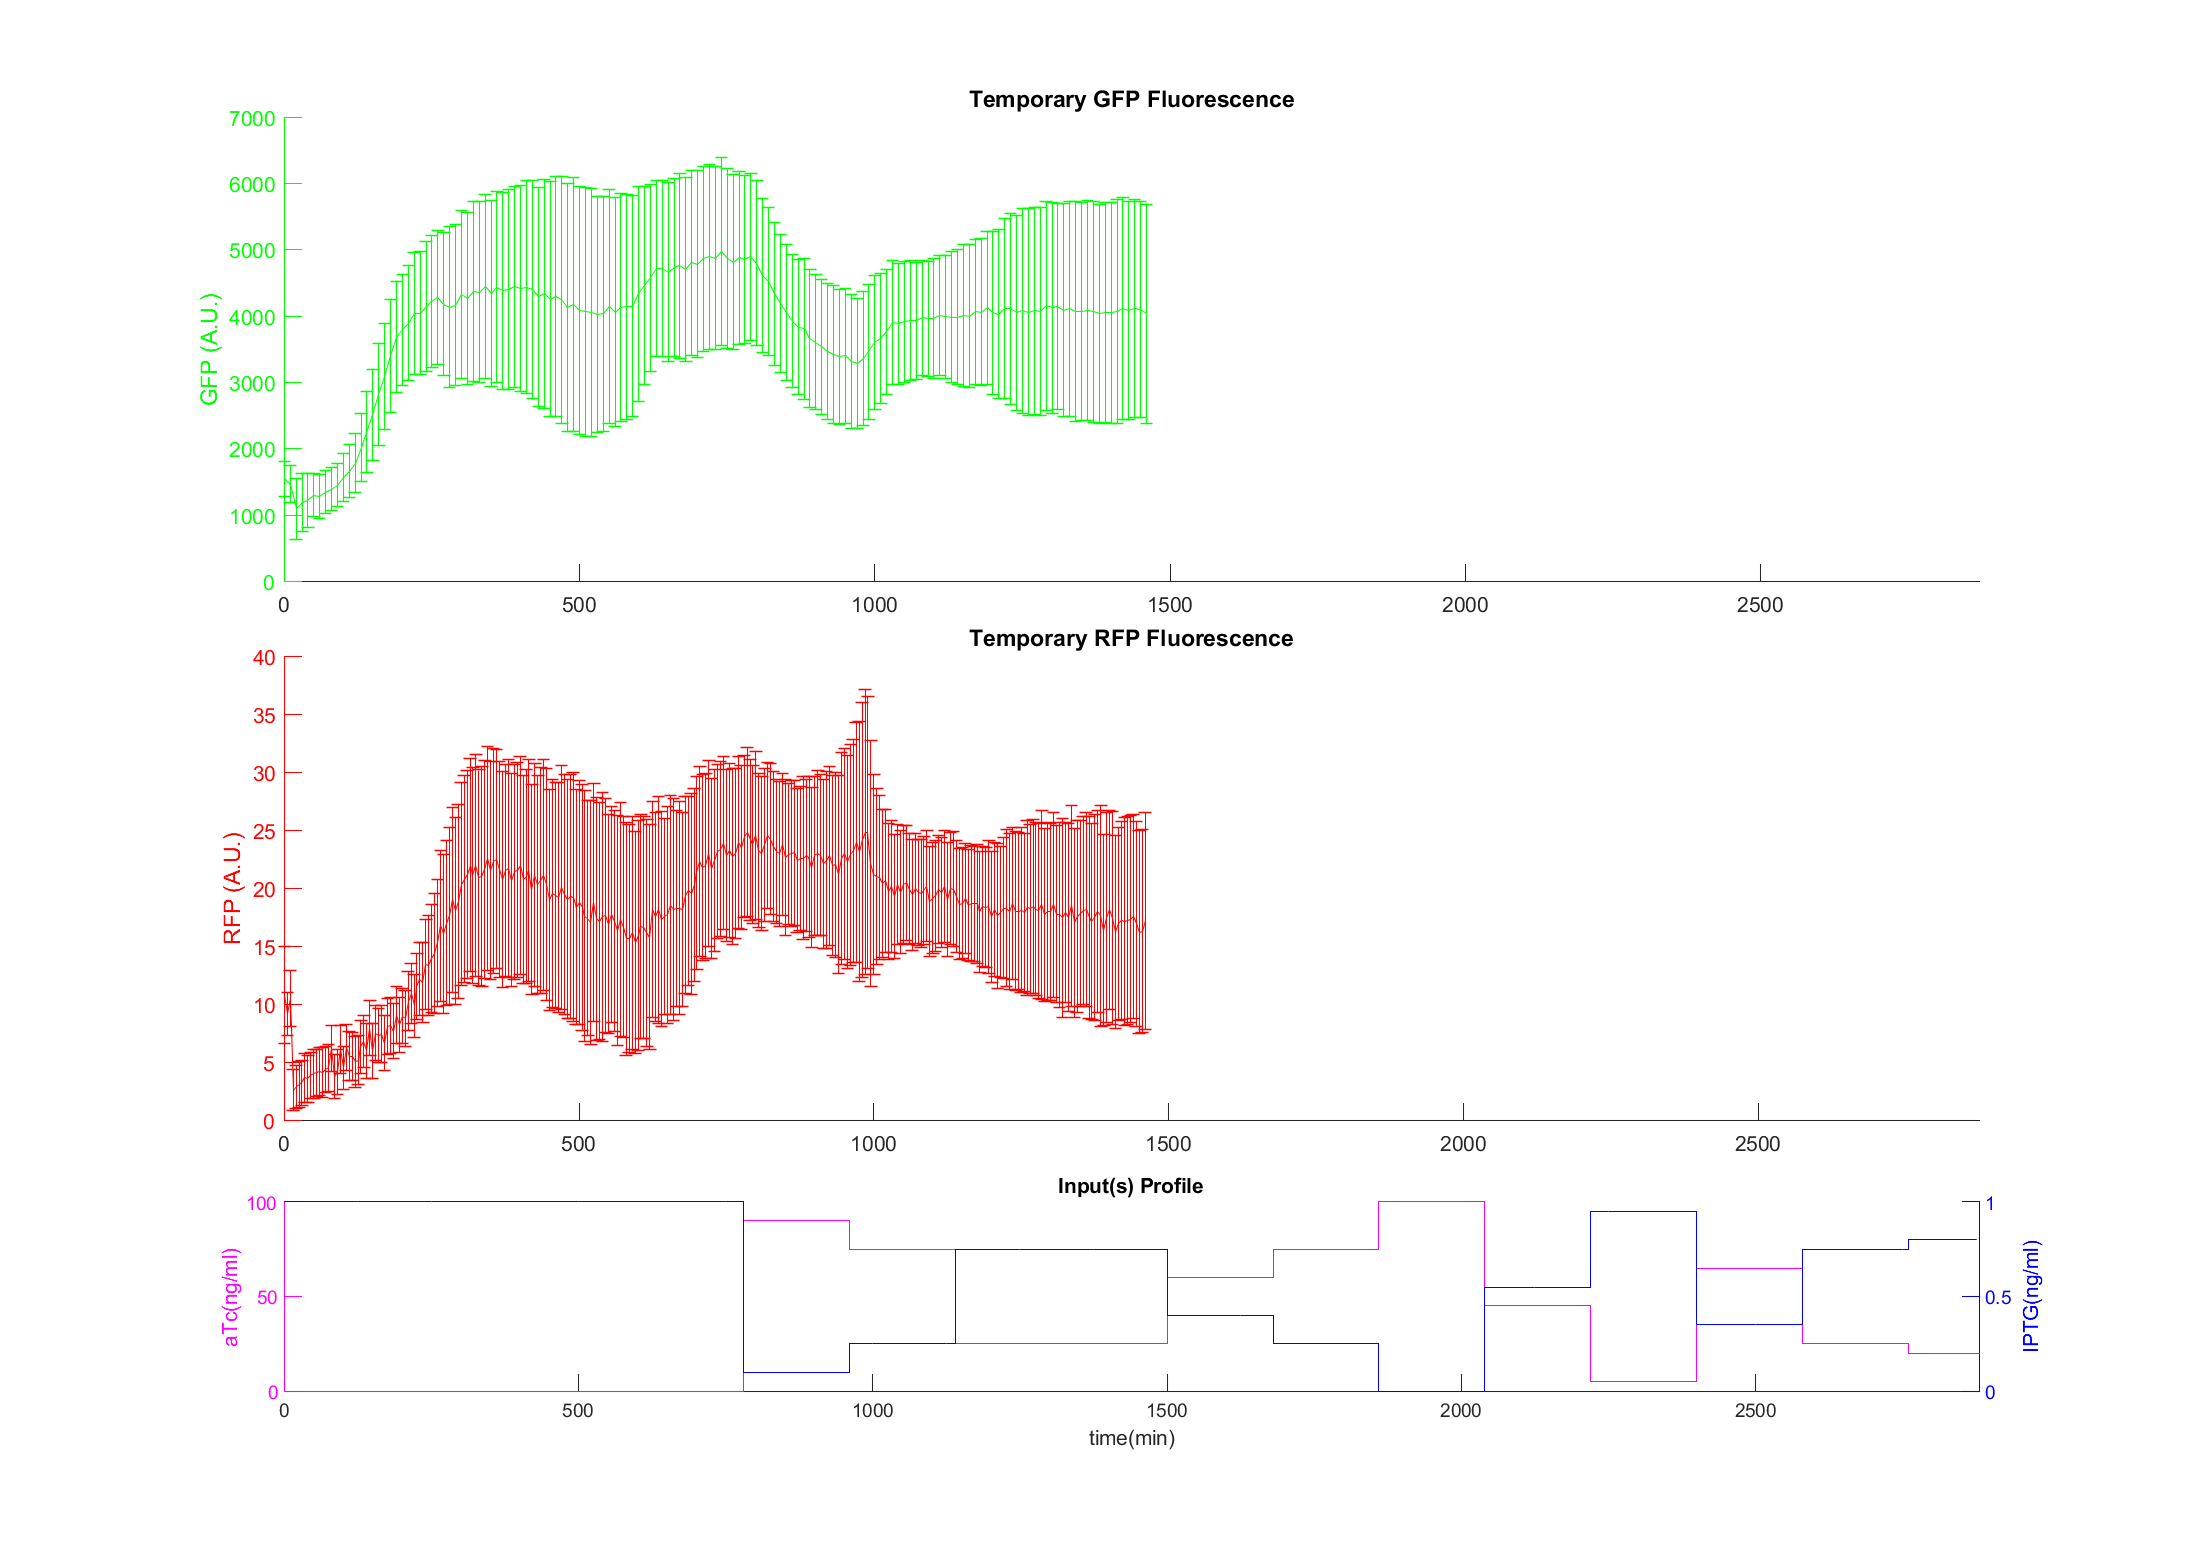 Temporary GFP Fluorescence
7000
6000
5000
4000
3000
2000
1000
0
GFP (A.U.)
0 500 1000 1500 2000 2500
Temporary RFP Fluorescence
40
35
30
25
20
15
10
5
0
RFP (A.U.)
0 500 1000 1500 2000 2500
Input(s) Profile
100
50
0
aTc(ng/ml)
1
0.5
0
IPTG(ng/ml)
0 500 1000 1500 2000 2500
time(min)